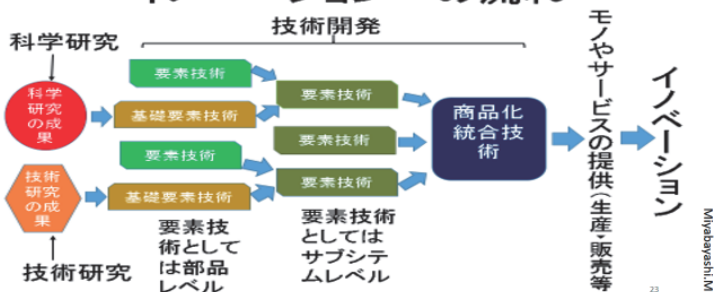 技術開発
科学研究
科学
研究
の成
果
要素技術
基礎要素技術
要素技術
基礎要素技術
技術
研究
の成
果
技術研究
要素技術
要素技術
要素技術
商品化
統合技
術
要素技
術として
は部品
レベル
要素技術
としては
サブシテ
ムレベル
モノやサービスの提供(生産・販売等
イノベーション
Miyabayashi.M
23